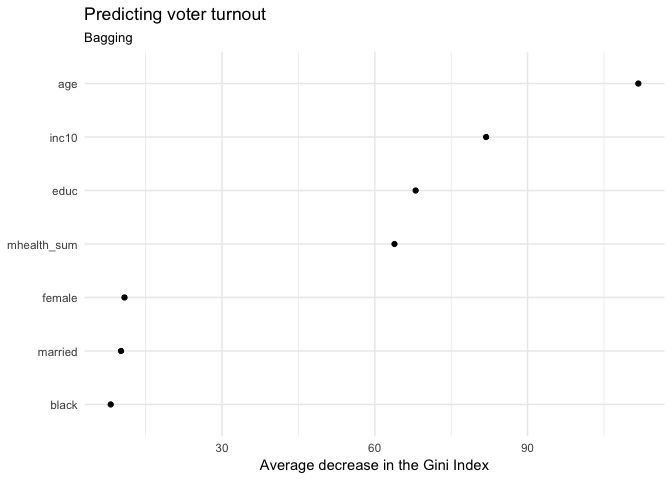 Predicting voter turnout
Bagging
age
inc10
educ
mhealth_sum
female
married
black
30 60 90
Average decrease in the Gini Index